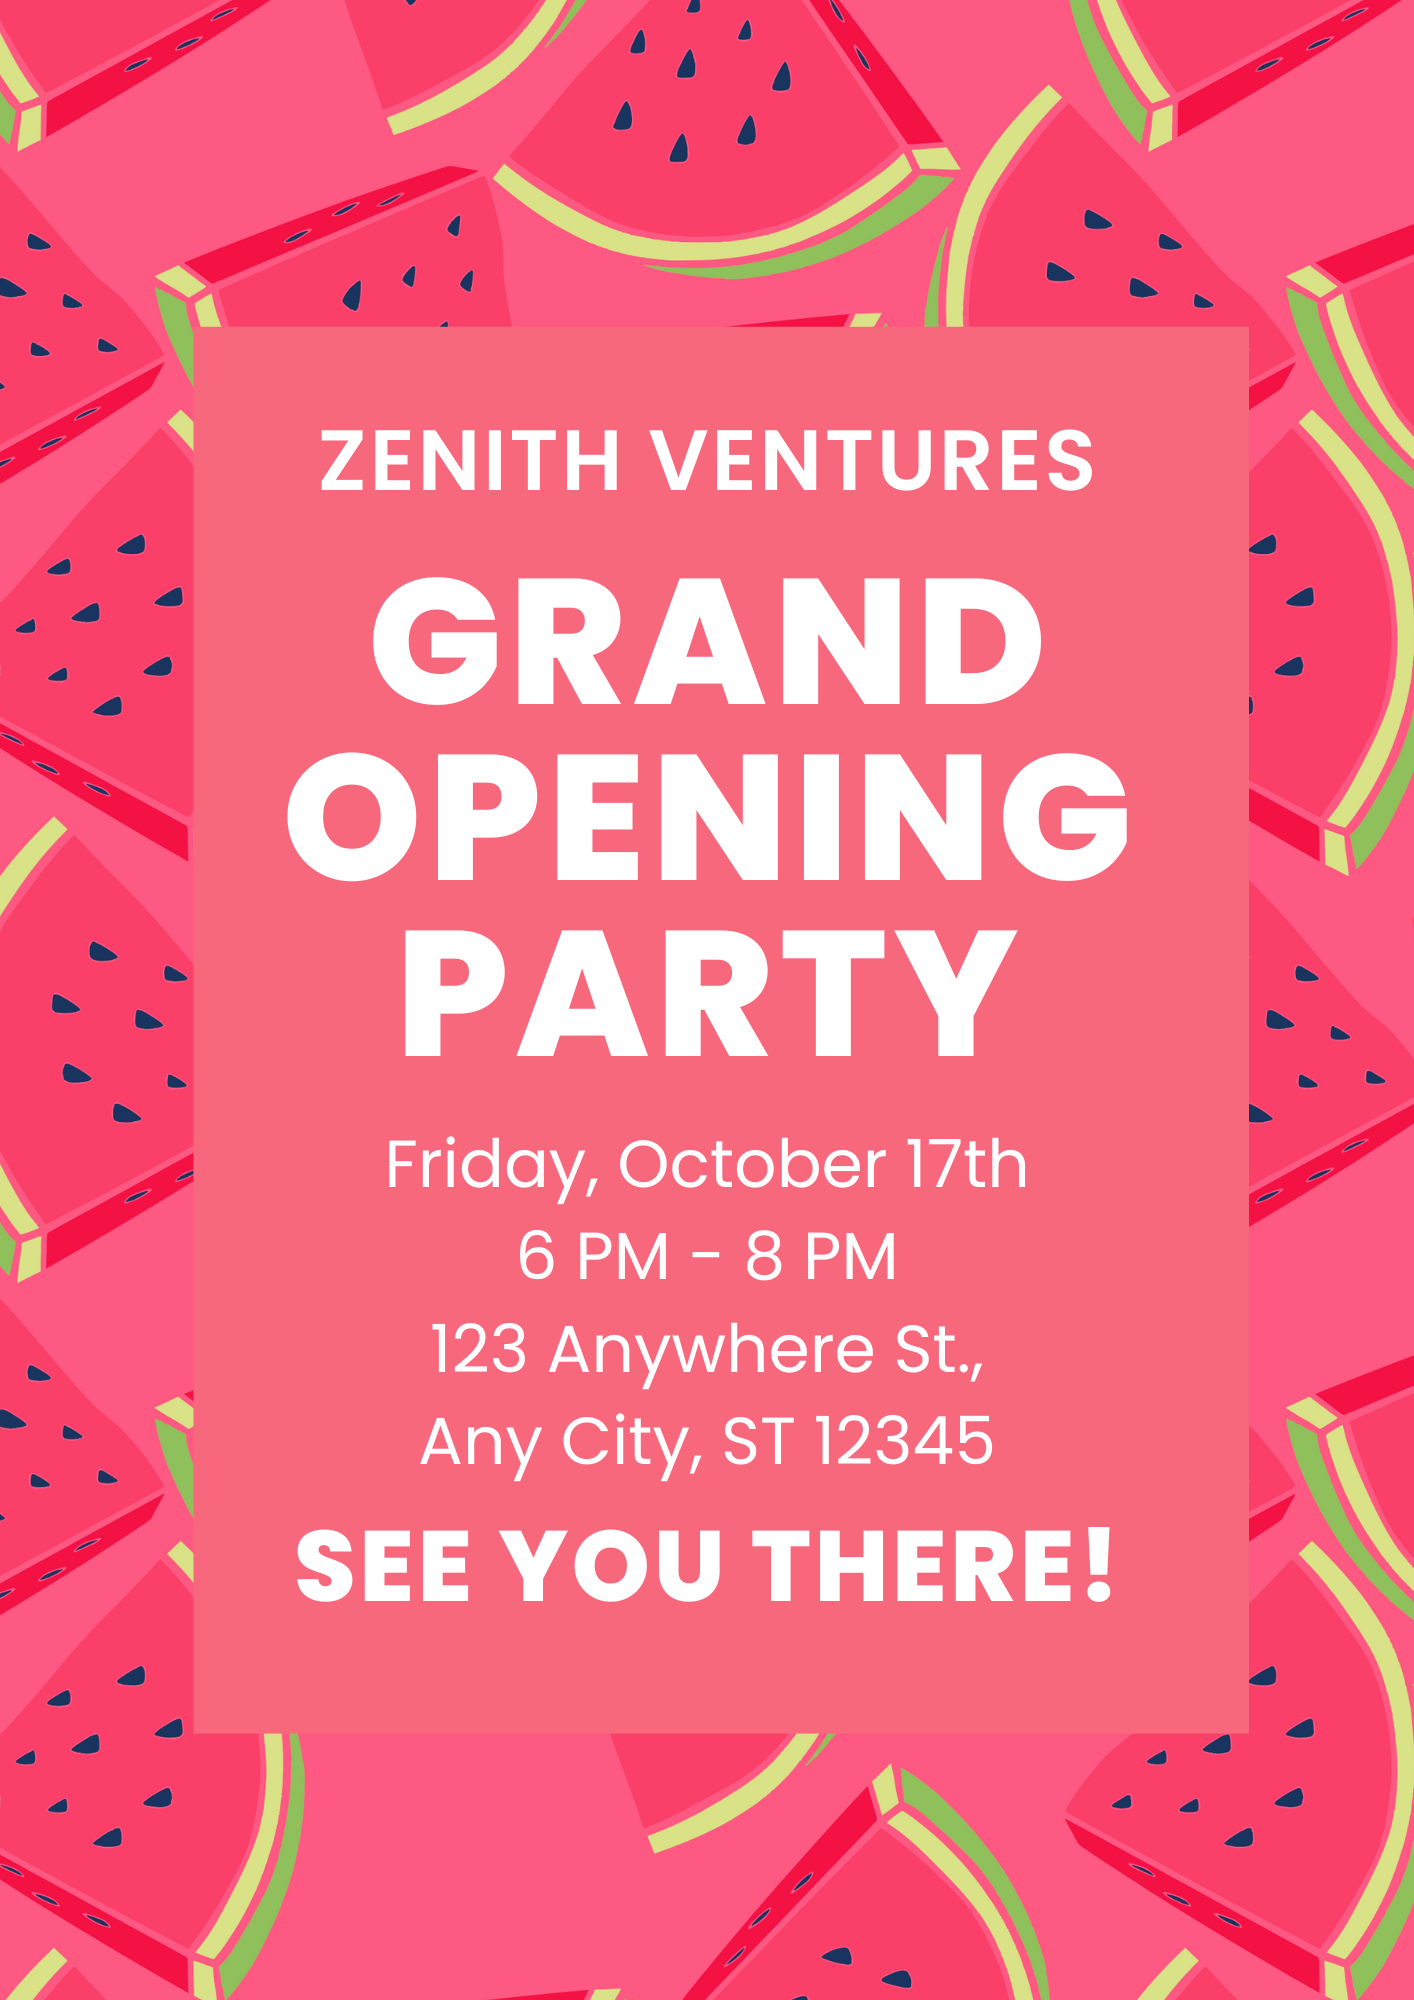 ZENITH VENTURES
GRAND
OPENING
PARTY
Friday, October 17th
6 PM - 8 PM
123 Anywhere St.,
Any City, ST 12345
SEE YOU THERE!